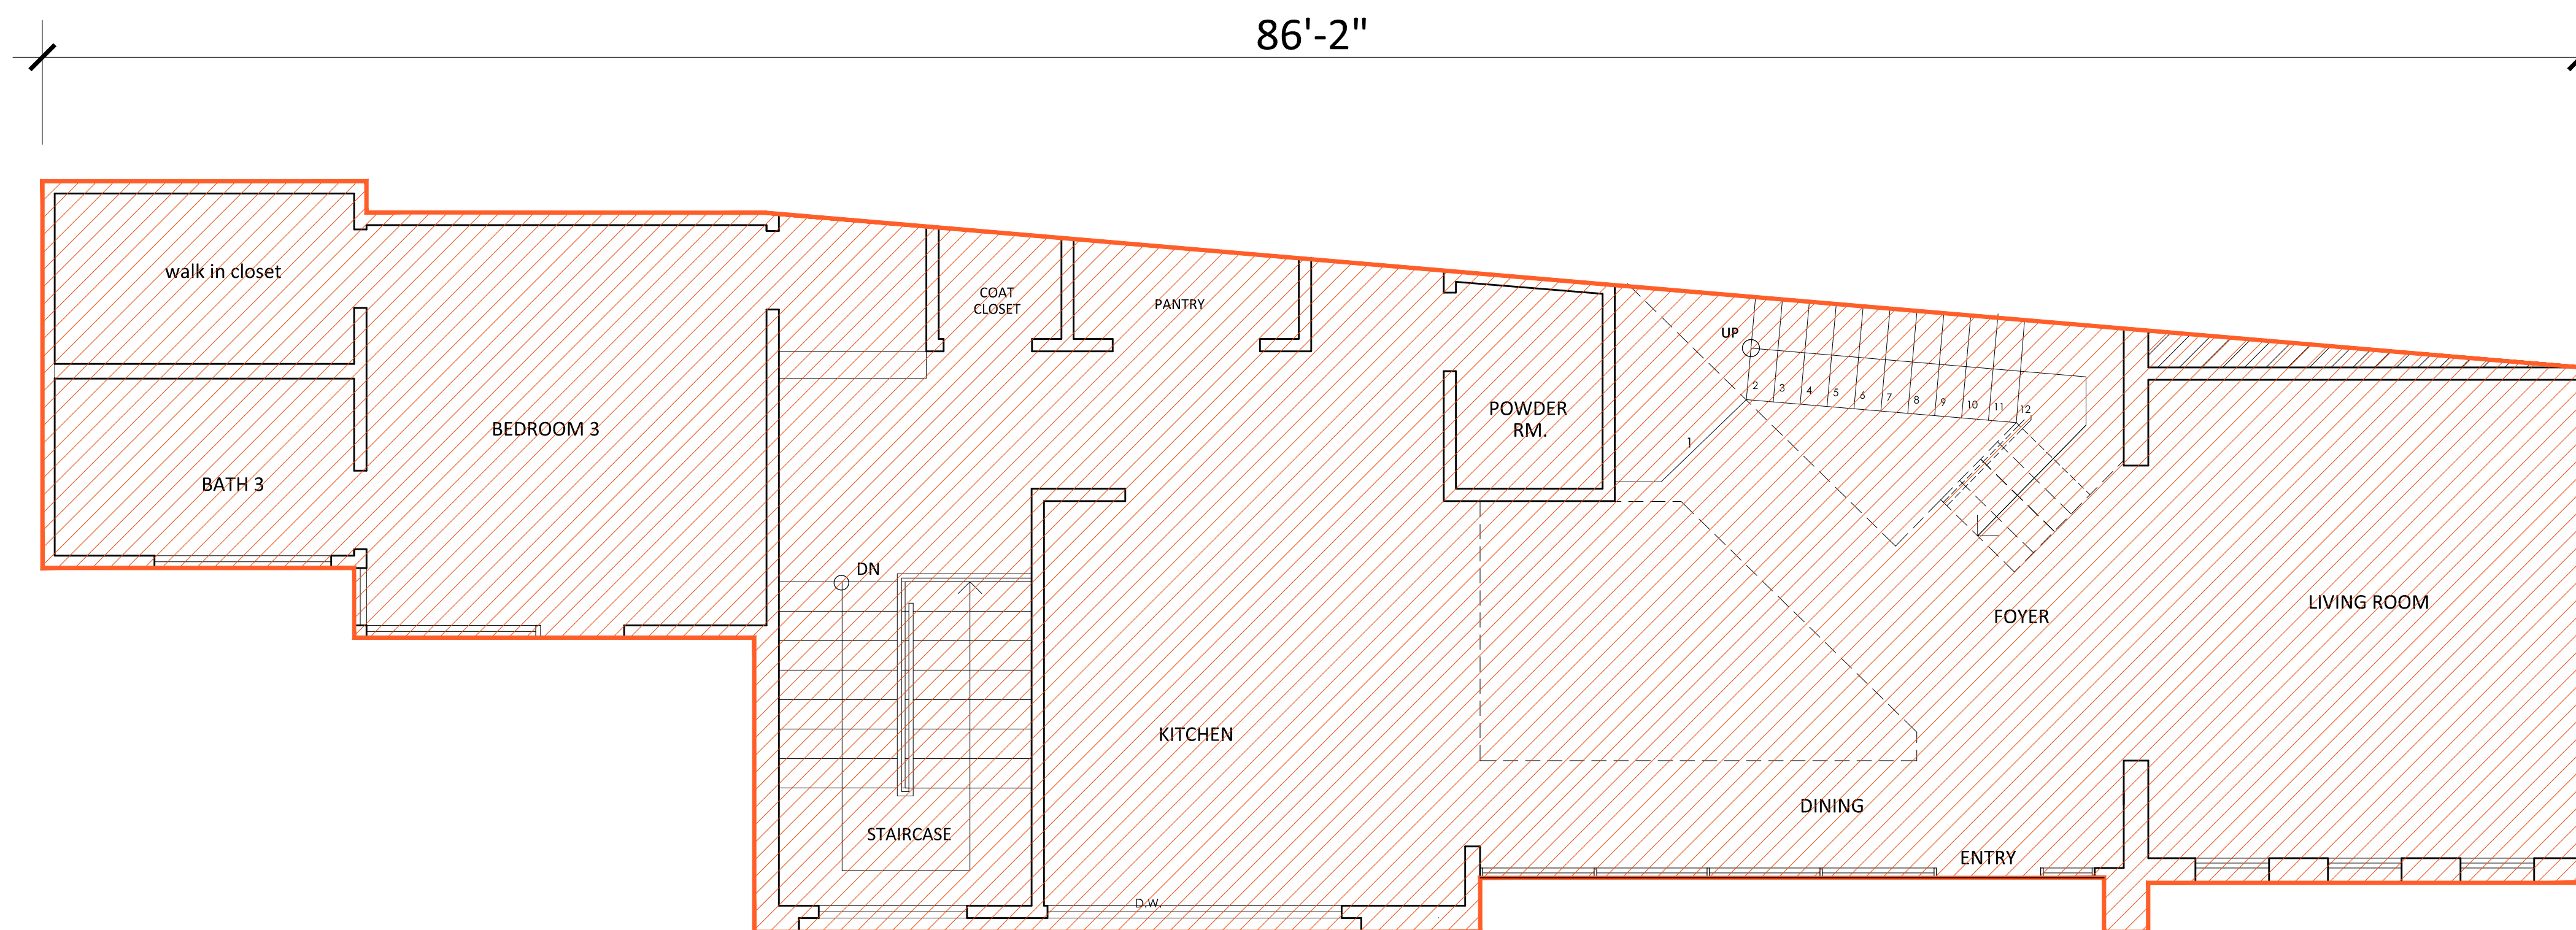 86'-2"
walk in closet
COAT
CLOSET
PANTRY
UP
2
3
4
5
6
7
8
9
10
11
12
POWDER
RM.
1
BEDROOM 3
BATH 3
DN
LIVING ROOM
FOYER
KITCHEN
DINING
STAIRCASE
ENTRY
D.W.